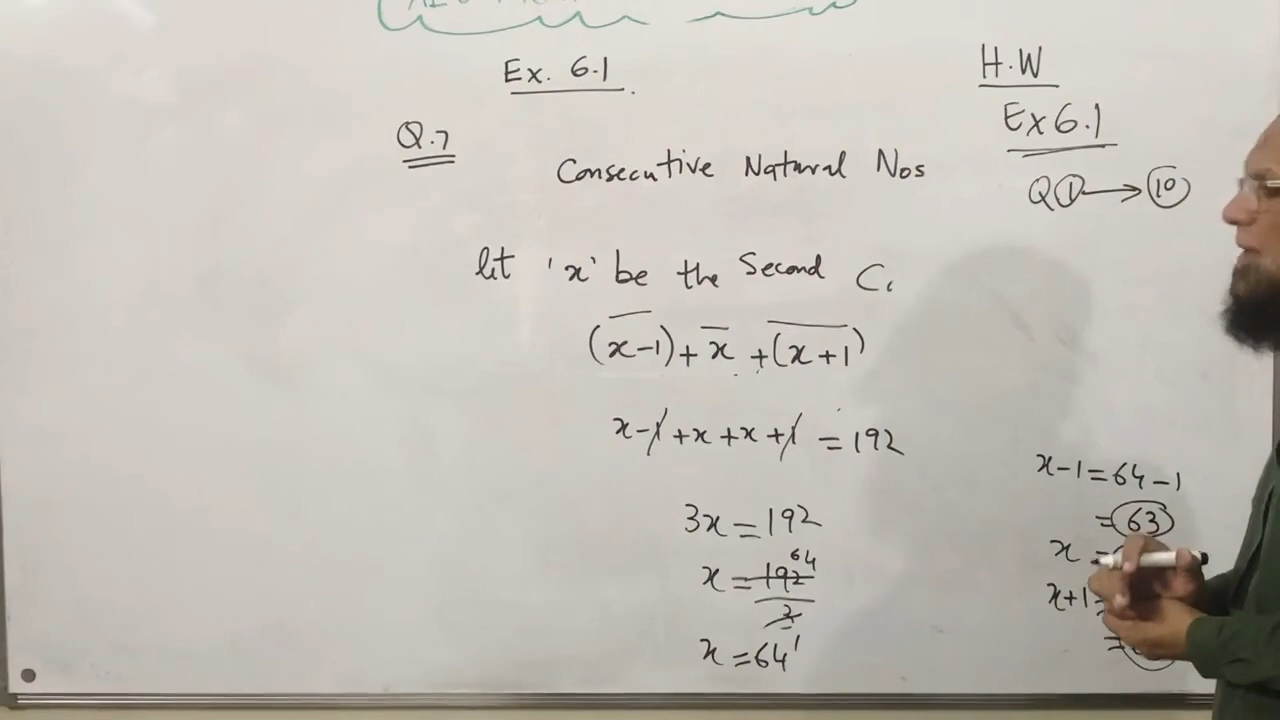 Ex. 6.1
H.W
Ex 6.1
Q① → ⑩
Q.7
Consecutive Natural Nos
let 'x' be the Second C.
(x-1)+x+(x+1)
x-1+x+x+1=192
3x=192
x=192/3
64
x=64
x-1=64-1
=63
x=
x+1=
=